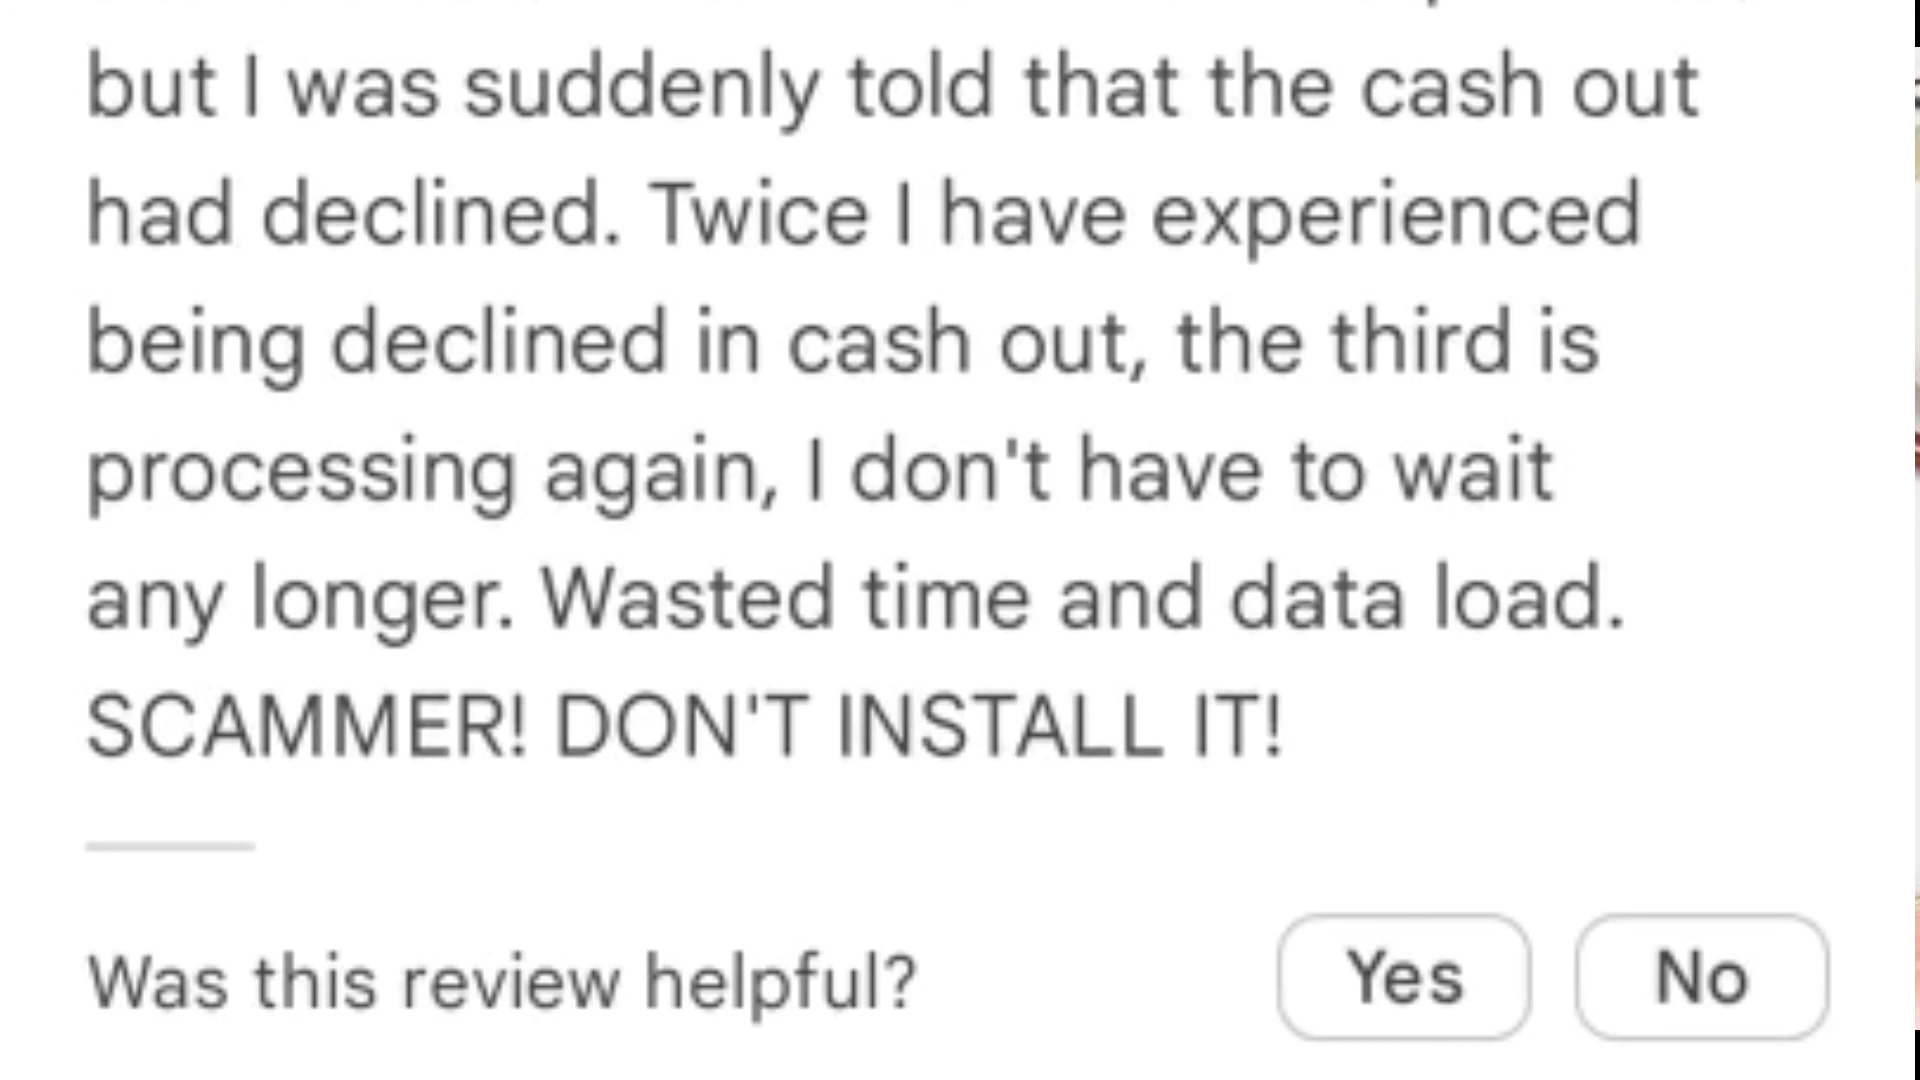 but I was suddenly told that the cash out
had declined. Twice I have experienced
being declined in cash out, the third is
processing again, I don't have to wait
any longer. Wasted time and data load.
SCAMMER! DON'T INSTALL IT!
Was this review helpful?
Yes
No